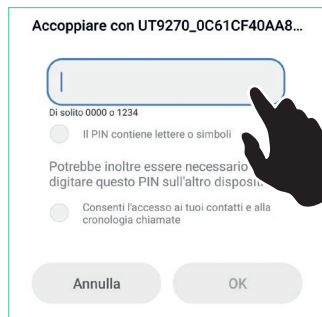 Accoppiare con UT9270_0C61CF40AA8...
Di solito 0000 o 1234
Il PIN contiene lettere o simboli
Potrebbe inoltre essere necessario
digitare questo PIN sull'altro
Consenti l'accesso ai tuoi contatti e alla
cronologia chiamate
Annulla
OK